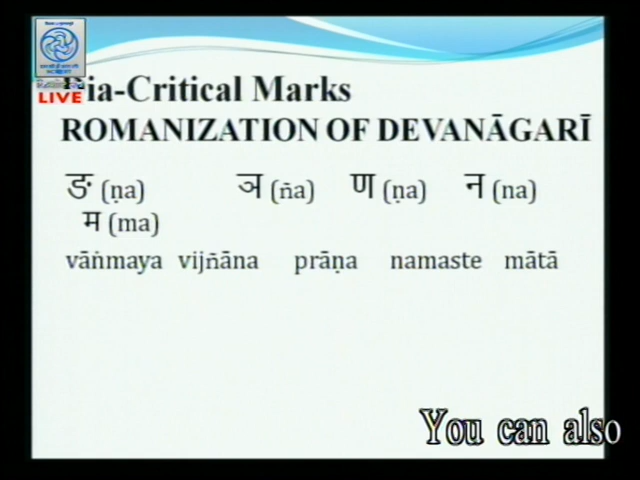 NCERT
LIVE
Dia-Critical Marks
ROMANIZATION OF DEVANĀGARĪ
ङ (ṇa) ञ (ña) ण (ṇa) न (na)
म (ma)
vāṅmaya vijñāna prāṇa namaste mātā
You can also